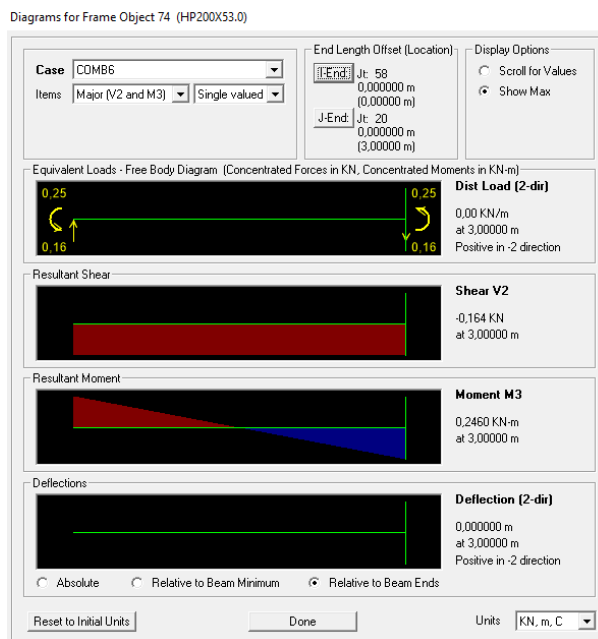 Diagrams for Frame Object 74 (HP200X53.0)
Case COMB6
Items Major (V2 and M3) Single valued
End Length Offset (Location)
I-End: Jt: 58
0,000000 m
(0,00000 m)
J-End: Jt: 20
0,000000 m
(3,00000 m)
Display Options
Scroll for Values
Show Max
Equivalent Loads - Free Body Diagram (Concentrated Forces in KN, Concentrated Moments in KN-m)
0,25 0,25
0,16 0,16
Dist Load (2-dir)
0,00 KN/m
at 3,00000 m
Positive in -2 direction
Resultant Shear
Shear V2
-0,164 KN
at 3,00000 m
Resultant Moment
Moment M3
0,2460 KN-m
at 3,00000 m
Deflections
Deflection (2-dir)
0,000000 m
at 3,00000 m
Positive in -2 direction
Absolute Relative to Beam Minimum Relative to Beam Ends
Reset to Initial Units Done Units KN, m, C